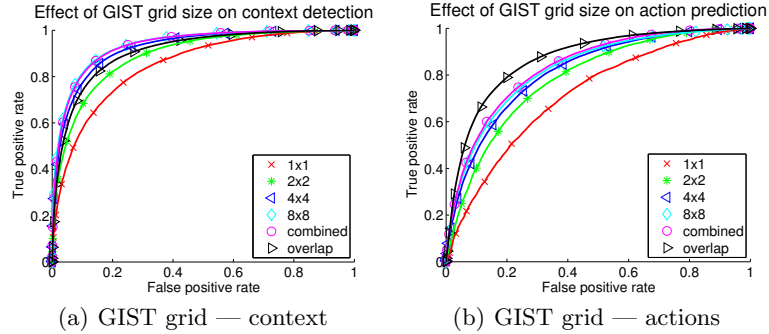 Effect of GIST grid size on context detection
True positive rate
1
0.8
0.6
0.4
0.2
0
0
0.2
0.4
0.6
0.8
1
False positive rate
1x1
2x2
4x4
8x8
combined
overlap
(a) GIST grid — context
Effect of GIST grid size on action prediction
True positive rate
1
0.8
0.6
0.4
0.2
0
0
0.2
0.4
0.6
0.8
1
False positive rate
1x1
2x2
4x4
8x8
combined
overlap
(b) GIST grid — actions